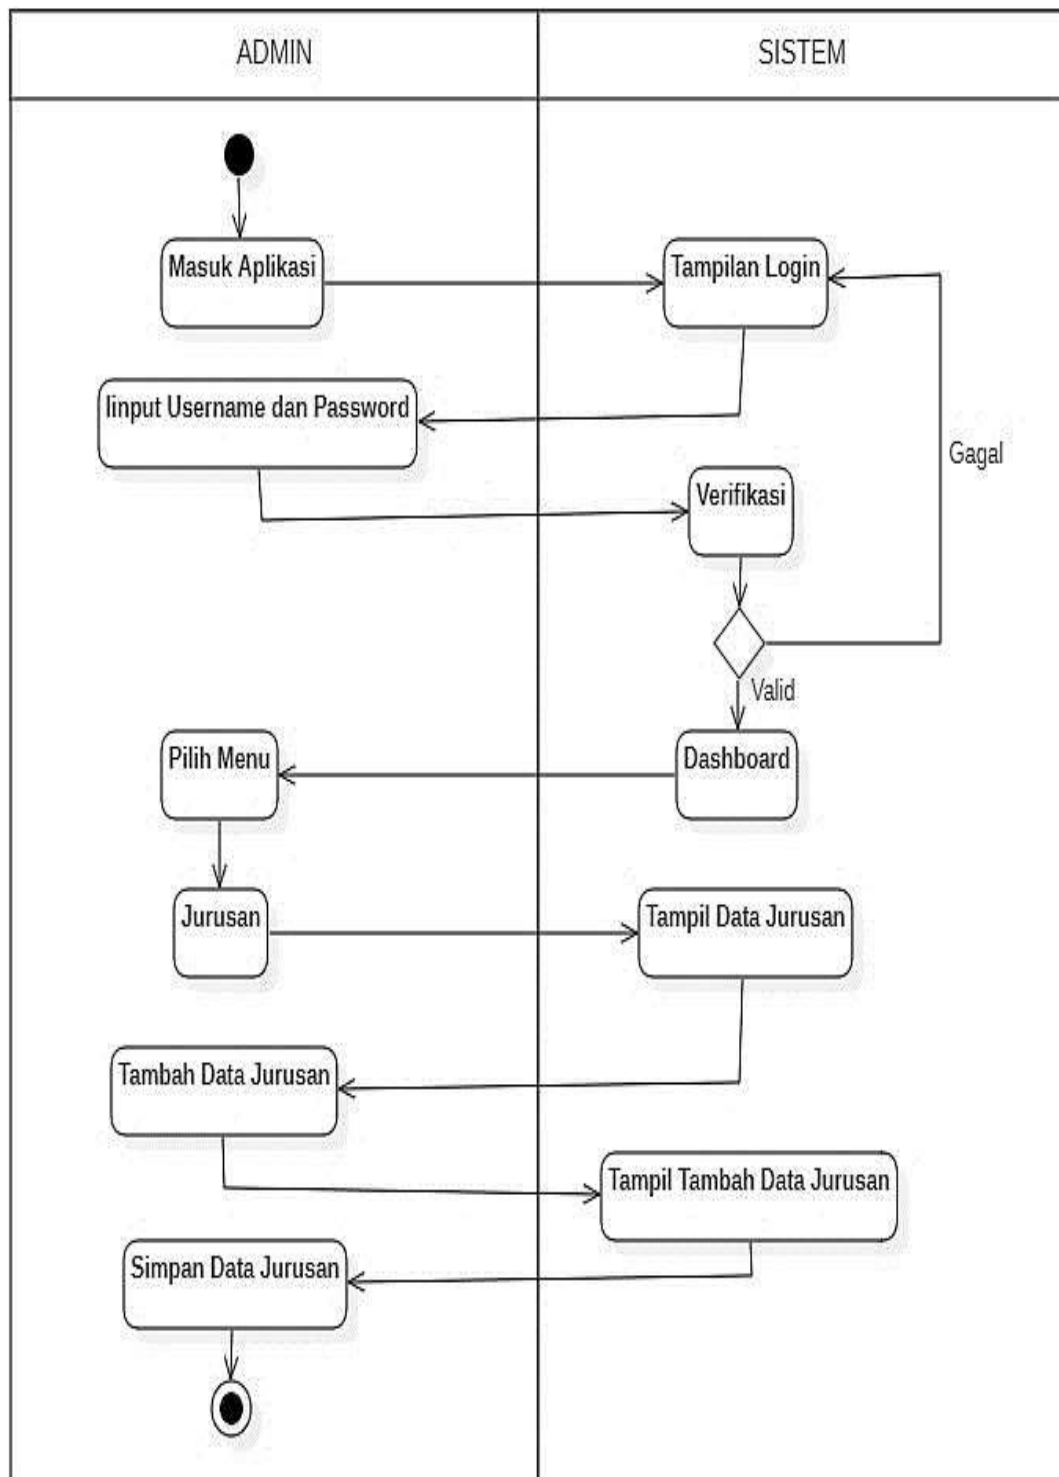 ADMIN
SISTEM
Masuk Aplikasi
Tampilan Login
Iinput Username dan Password
Gagal
Verifikasi
Valid
Pilih Menu
Dashboard
Jurusan
Tampil Data Jurusan
Tambah Data Jurusan
Tampil Tambah Data Jurusan
Simpan Data Jurusan